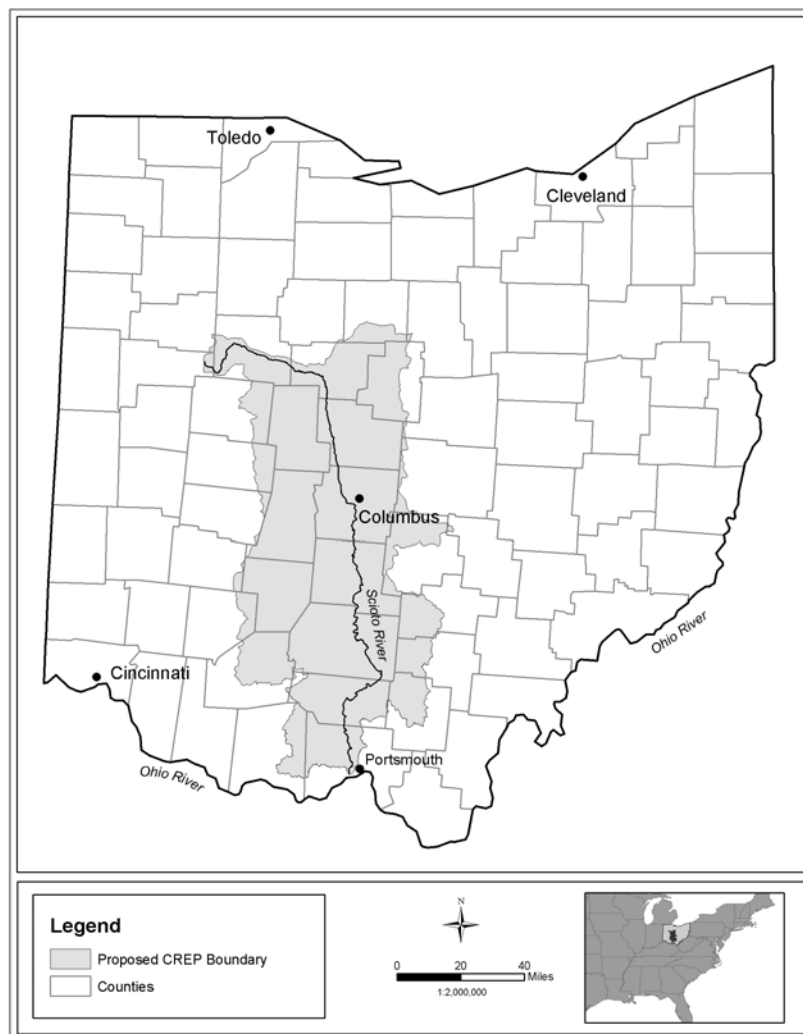 Toledo
Cleveland
Columbus
Scioto River
Ohio River
Cincinnati
Portsmouth
Ohio River
Legend
Proposed CREP Boundary
Counties
N
0 20 40
Miles
1:2,000,000